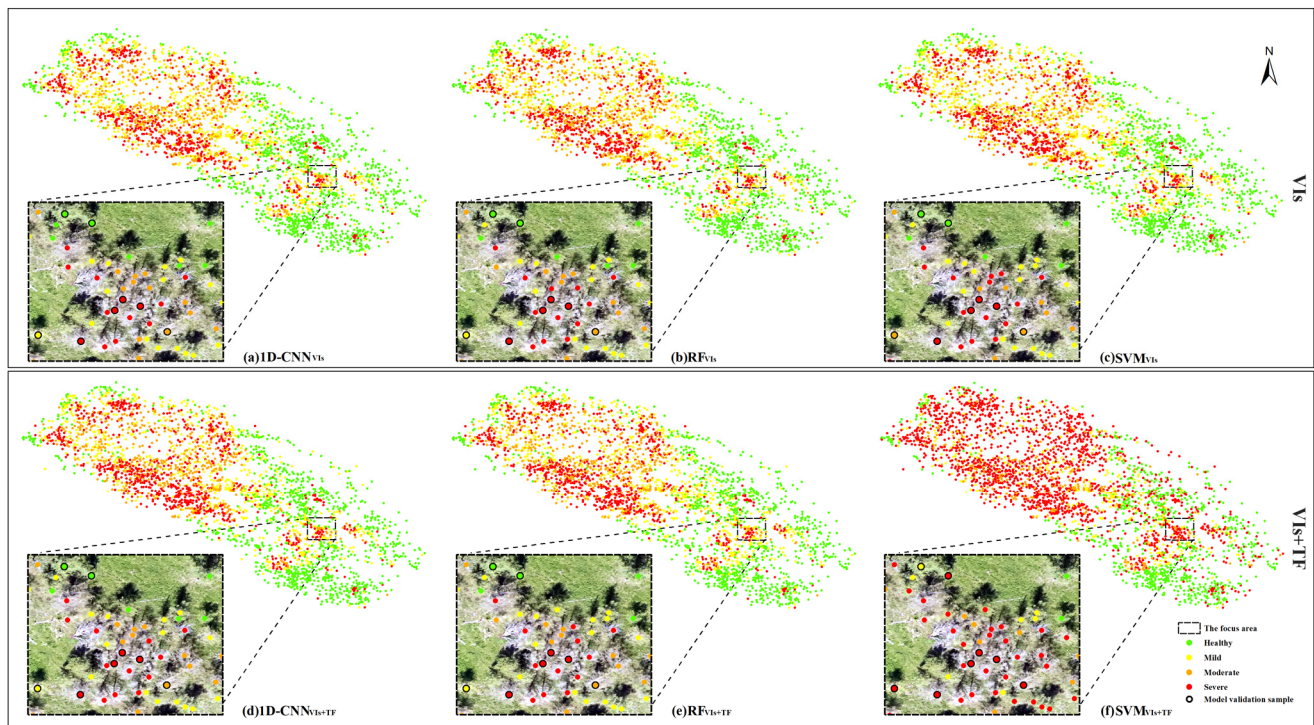 N
VIs
(a)1D-CNNVIs
(b)RFVIs
(c)SVMVIs
VIs+TF
The focus area
Healthy
Mild
Moderate
Severe
Model validation sample
(d)1D-CNNVIs+TF
(e)RFVIs+TF
(f)SVMVIs+TF